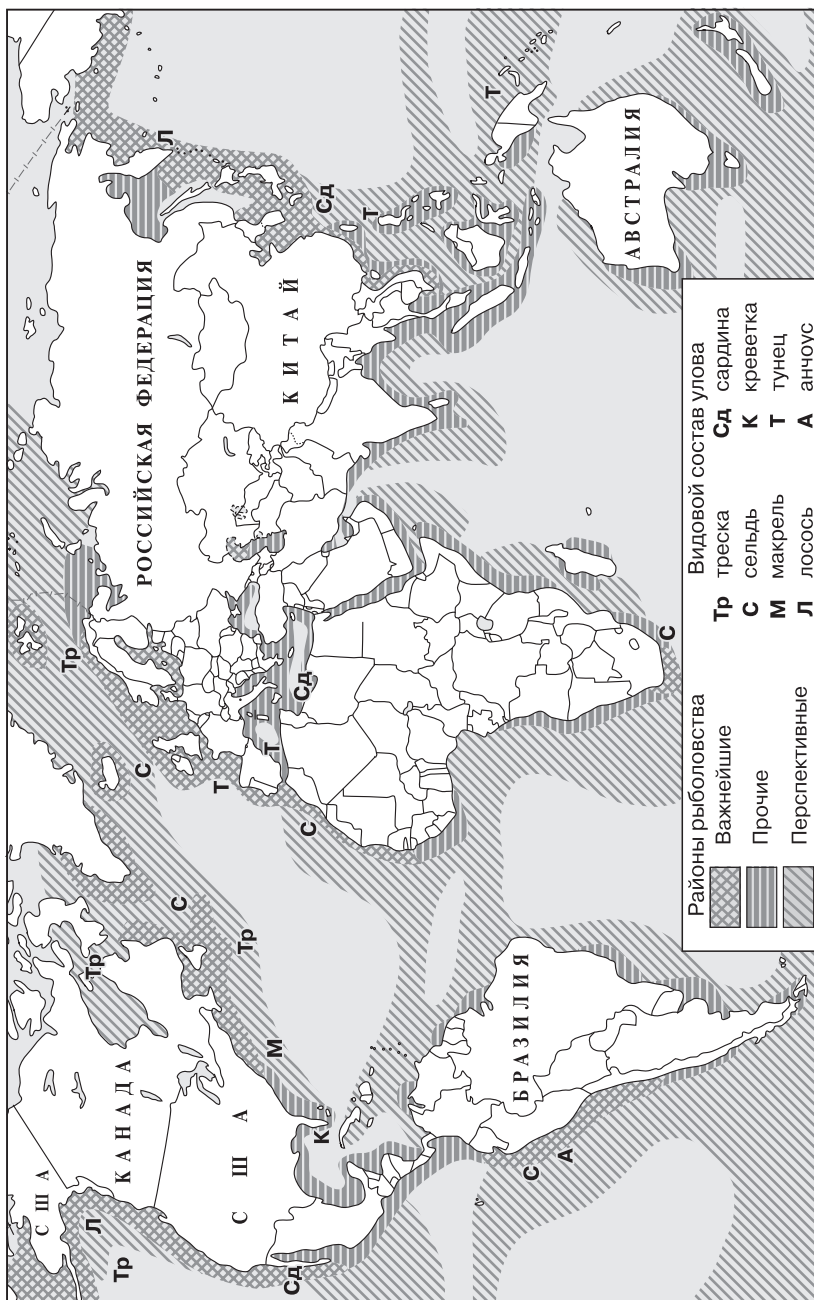 США
КАНАДА
США
БРАЗИЛИЯ
РОССИЙСКАЯ ФЕДЕРАЦИЯ
КИТАЙ
АВСТРАЛИЯ
Тр
Л
Сд
Тр
С
Тр
М
К
С
А
С
Т
С
Тр
Т
Сд
С
Л
Сд
Т
Т
Районы рыболовства
Важнейшие
Прочие
Перспективные
Видовой состав улова
Тр треска
С сельдь
М макрель
Л лосось
Сд сардина
К креветка
Т тунец
А анчоус